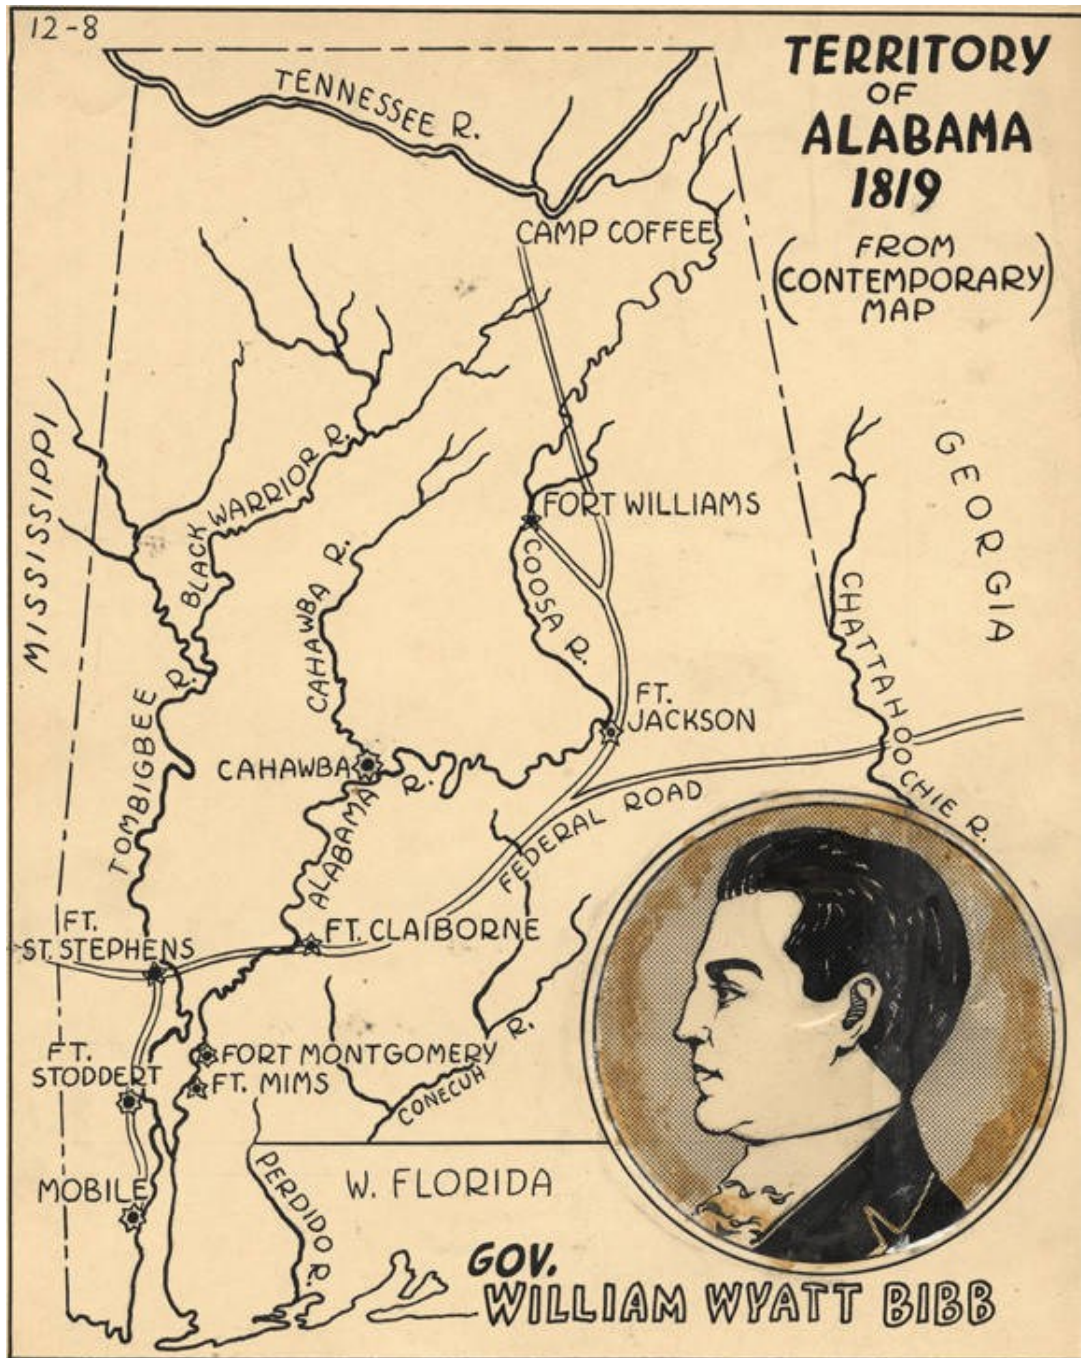 12-8
TERRITORY
OF
ALABAMA
1819
(FROM
CONTEMPORARY
MAP)
TENNESSEE R.
CAMP COFFEE
MISSISSIPPI
GEORGIA
BLACK WARRIOR R.
FORT WILLIAMS
COOSA R.
CAHAWBA R.
CHATTAHOOCHIE R.
TOMBIGBEE R.
FT.
JACKSON
CAHAWBA
ALABAMA R.
FEDERAL ROAD
FT.
ST. STEPHENS
FT. CLAIBORNE
FT.
STODDERT
FORT MONTGOMERY
FT. MIMS
CONECUH R.
MOBILE
PERDIDO R.
W. FLORIDA
GOV.
WILLIAM WYATT BIBB